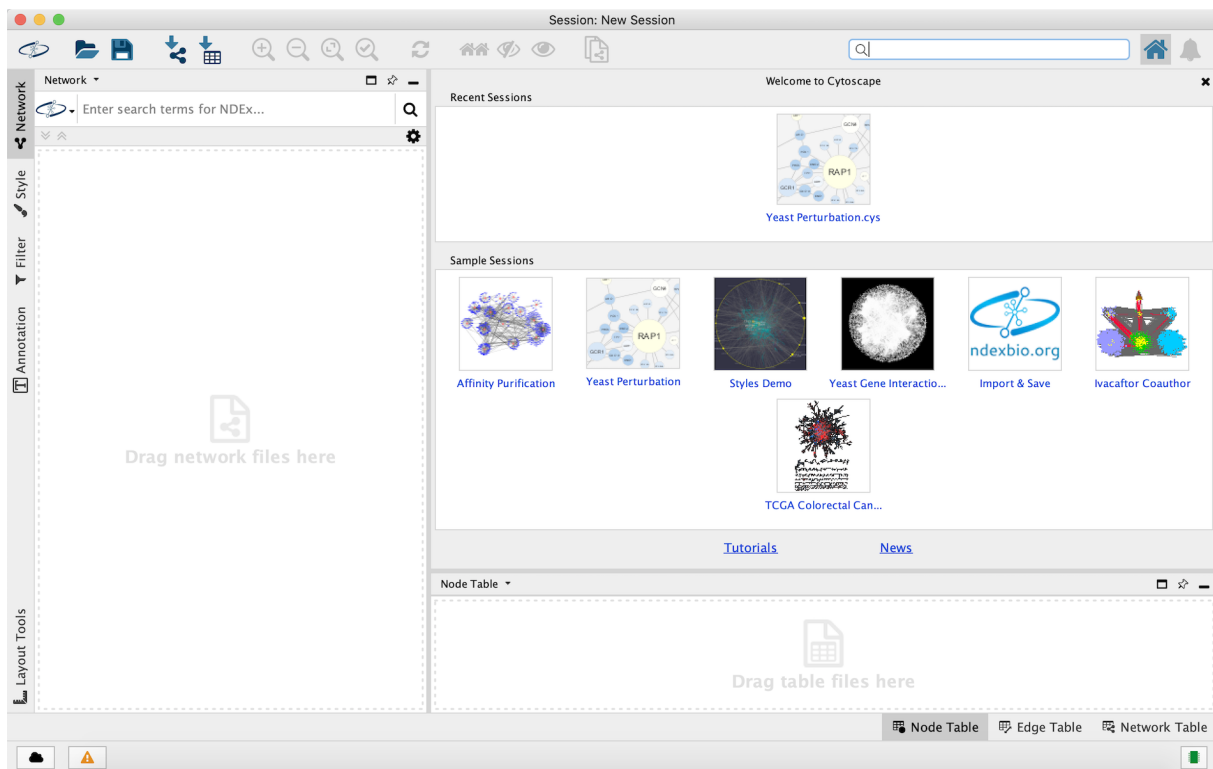 Session: New Session
Network
Enter search terms for NDEx...
Network
Style
Filter
Annotation
Layout Tools
Drag network files here
Welcome to Cytoscape
Recent Sessions
RAP1
GCR1
Yeast Perturbation.cys
Sample Sessions
RAP1
GCR1
ndexbio.org
Affinity Purification
Yeast Perturbation
Styles Demo
Yeast Gene Interactio...
Import & Save
Ivacaftor Coauthor
TCGA Colorectal Can...
Tutorials
News
Node Table
Drag table files here
Node Table
Edge Table
Network Table